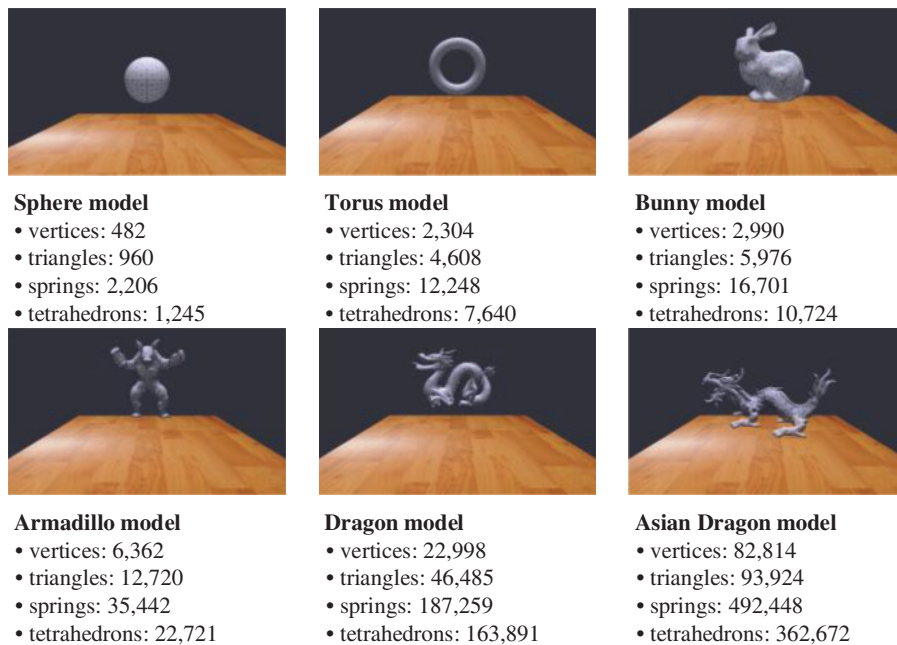 Sphere model
• vertices: 482
• triangles: 960
• springs: 2,206
• tetrahedrons: 1,245
Torus model
• vertices: 2,304
• triangles: 4,608
• springs: 12,248
• tetrahedrons: 7,640
Bunny model
• vertices: 2,990
• triangles: 5,976
• springs: 16,701
• tetrahedrons: 10,724
Armadillo model
• vertices: 6,362
• triangles: 12,720
• springs: 35,442
• tetrahedrons: 22,721
Dragon model
• vertices: 22,998
• triangles: 46,485
• springs: 187,259
• tetrahedrons: 163,891
Asian Dragon model
• vertices: 82,814
• triangles: 93,924
• springs: 492,448
• tetrahedrons: 362,672